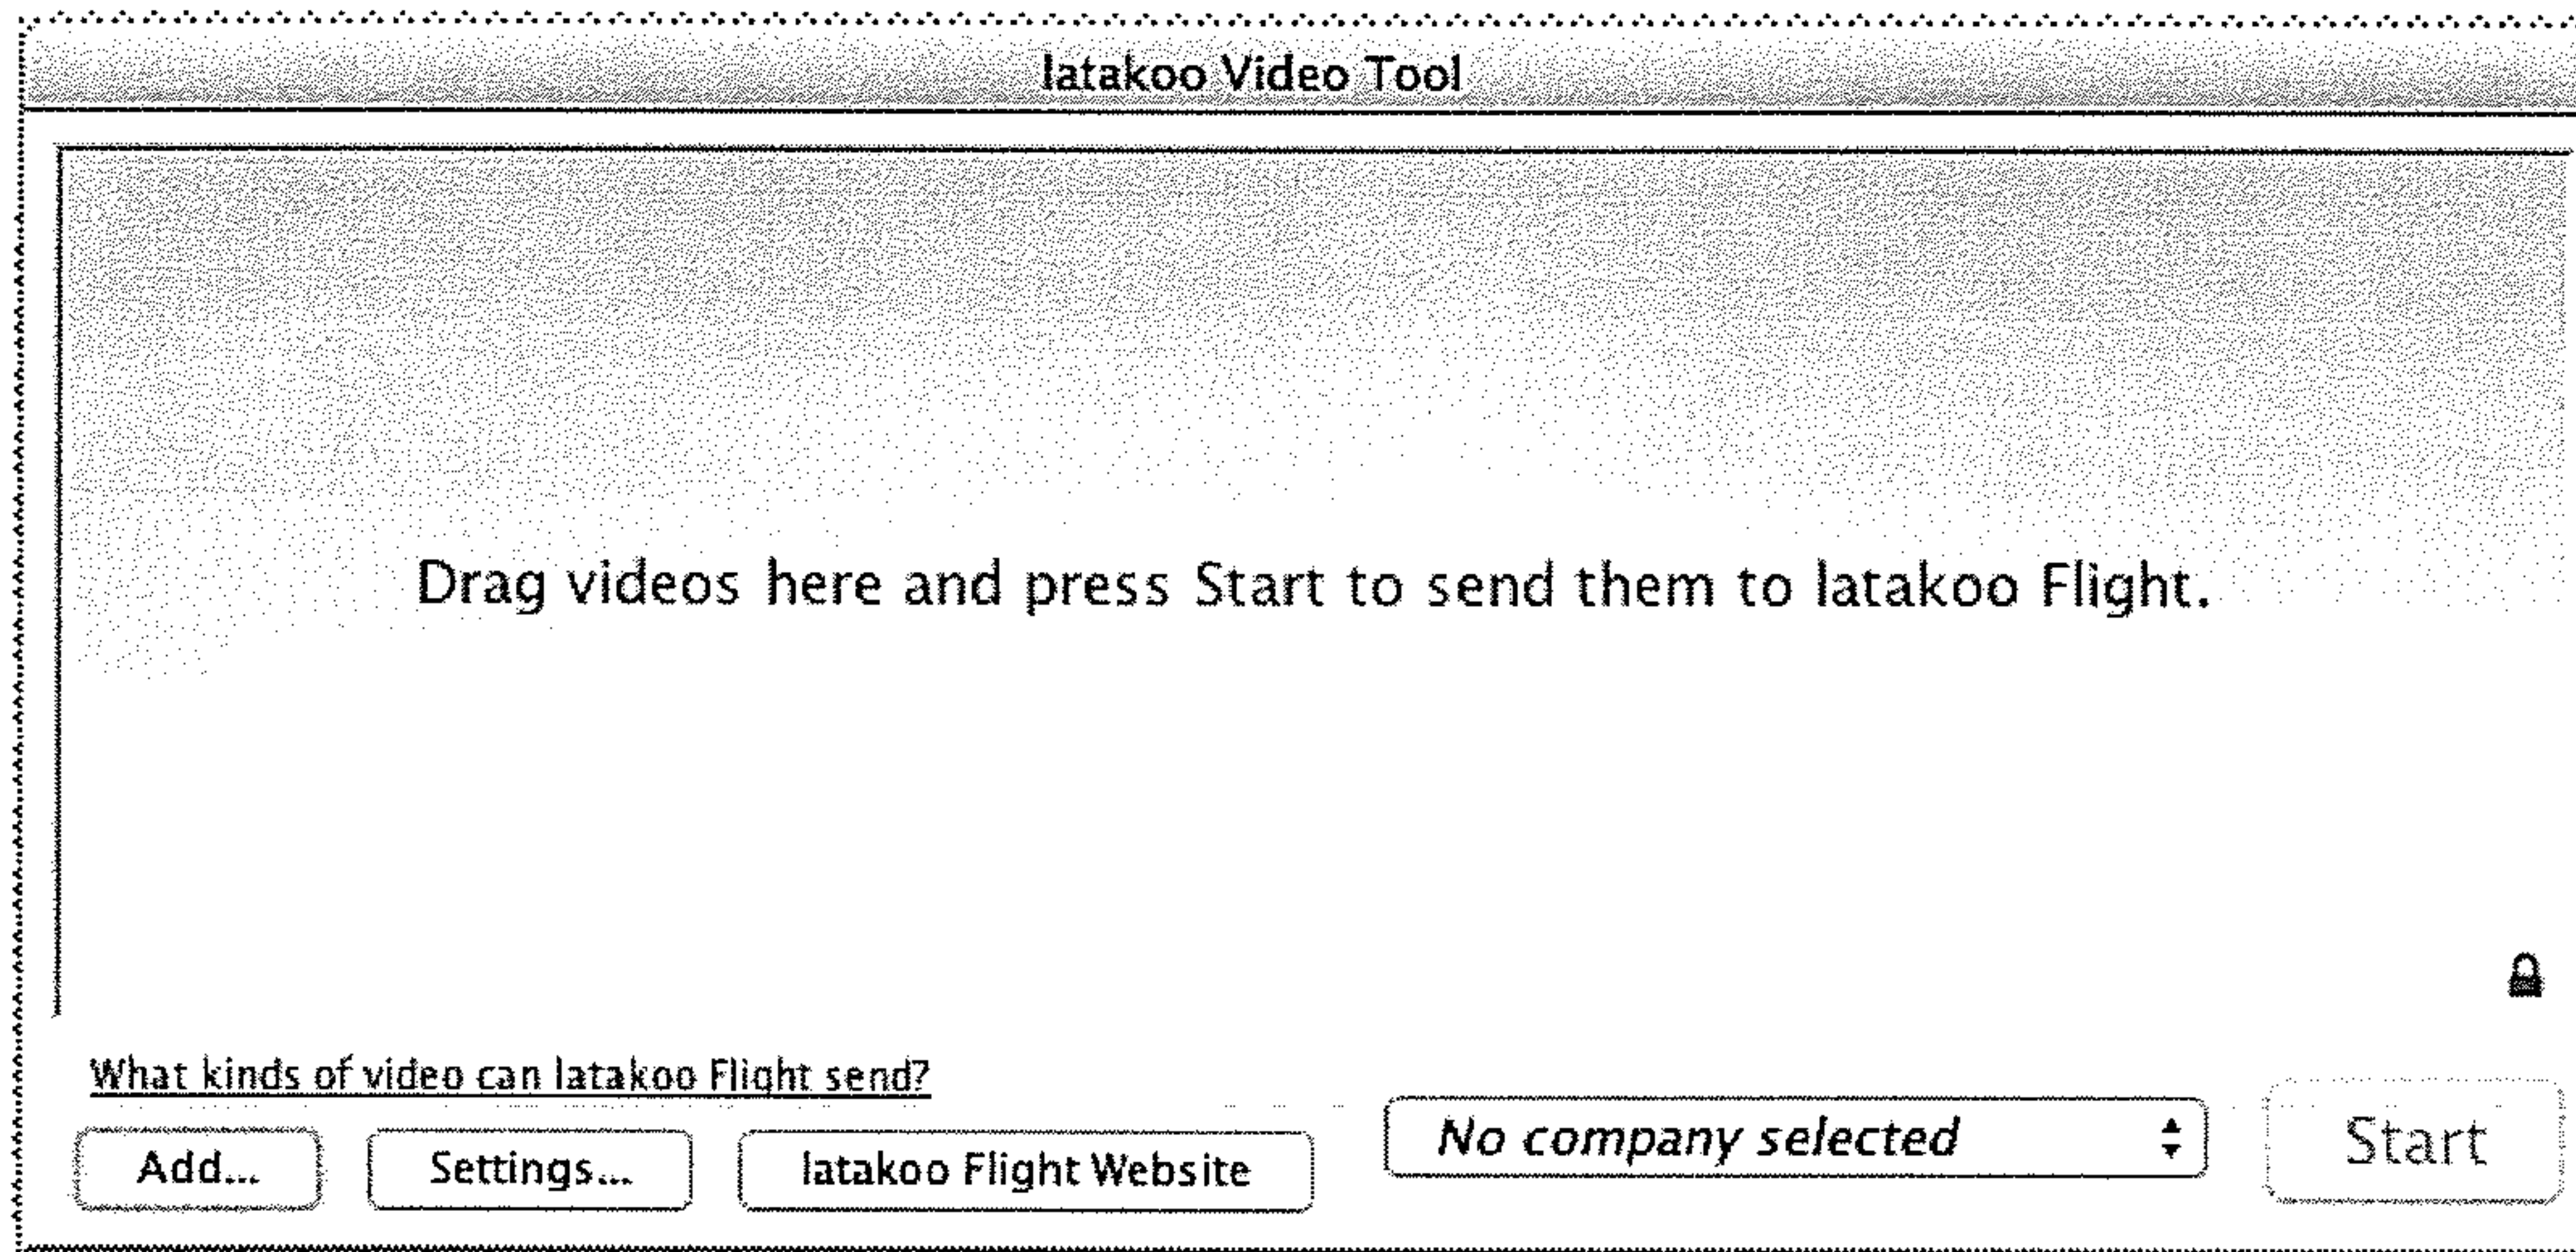 latakoo Video Tool
Drag videos here and press Start to send them to latakoo Flight.
What kinds of video can latakoo Flight send?
Add...
Settings...
latakoo Flight Website
No company selected
Start